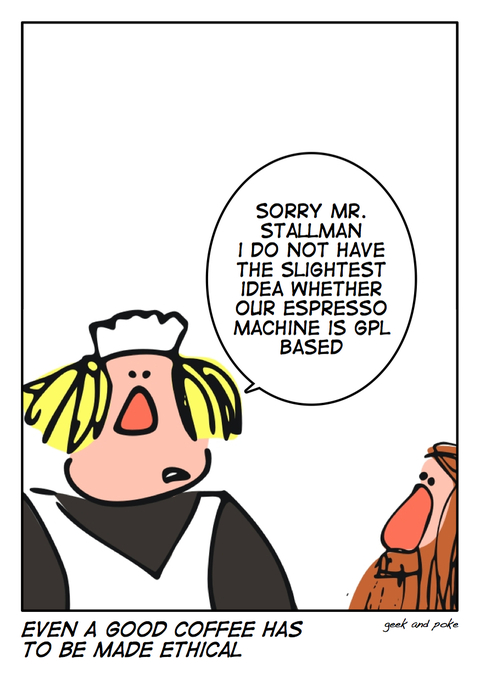 SORRY MR.
STALLMAN
I DO NOT HAVE
THE SLIGHTEST
IDEA WHETHER
OUR ESPRESSO
MACHINE IS GPL
BASED
EVEN A GOOD COFFEE HAS
TO BE MADE ETHICAL
geek and poke